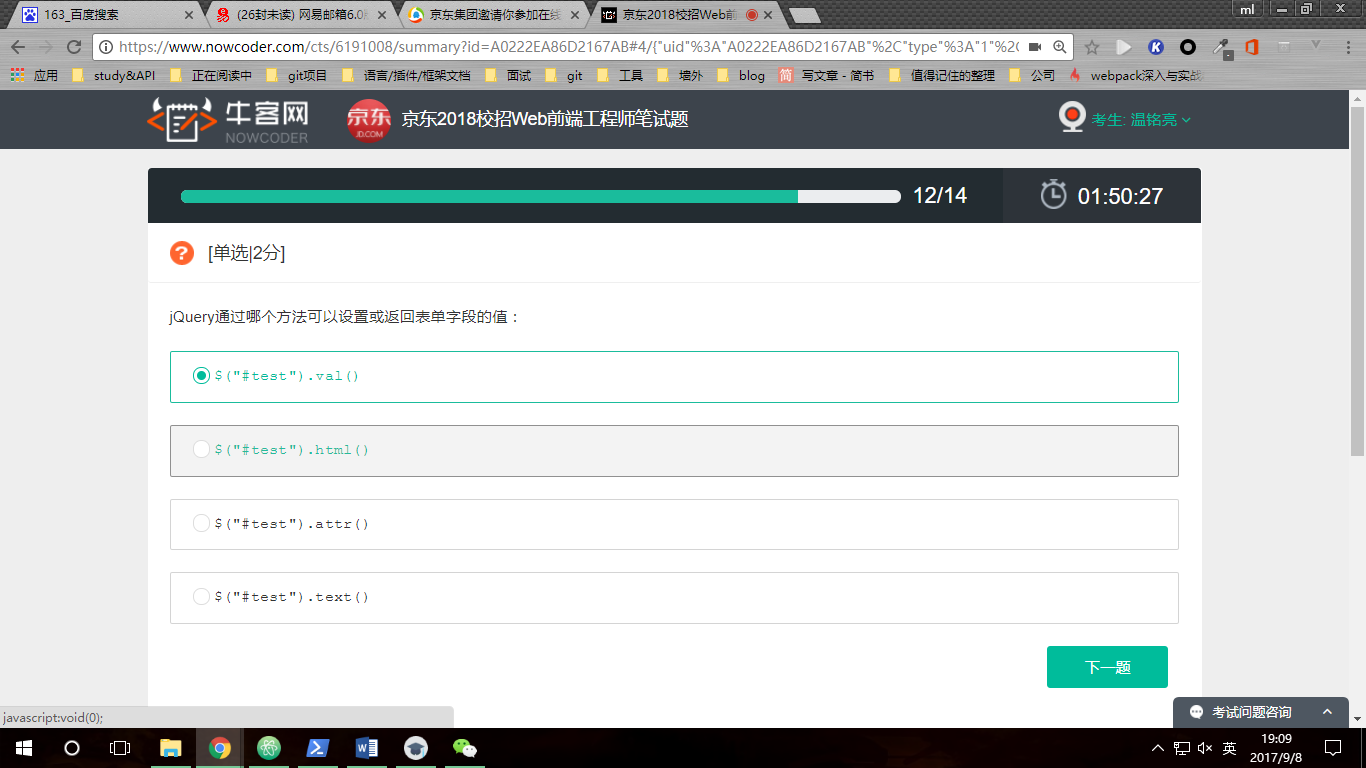 163_百度搜索
(26封未读) 网易邮箱6.0
京东集团邀请你参加在线
京东2018校招Web前
ml
https://www.nowcoder.com/cts/6191008/summary?id=A0222EA86D2167AB#4/{"uid"%3A"A0222EA86D2167AB"%2C"type"%3A"1"%2C
应用 study&API 正在阅读中 git项目 语言/插件/框架文档 面试 git 工具 墙外 blog 简 写文章 - 简书 值得记住的整理 公司 webpack深入与实战
牛客网
NOWCODER
京东
JD.COM
京东2018校招Web前端工程师笔试题
考生: 温铭亮
12/14
01:50:27
? [单选|2分]
jQuery通过哪个方法可以设置或返回表单字段的值：
$("#test").val()
$("#test").html()
$("#test").attr()
$("#test").text()
下一题
javascript:void(0);
考试问题咨询
英
19:09
2017/9/8